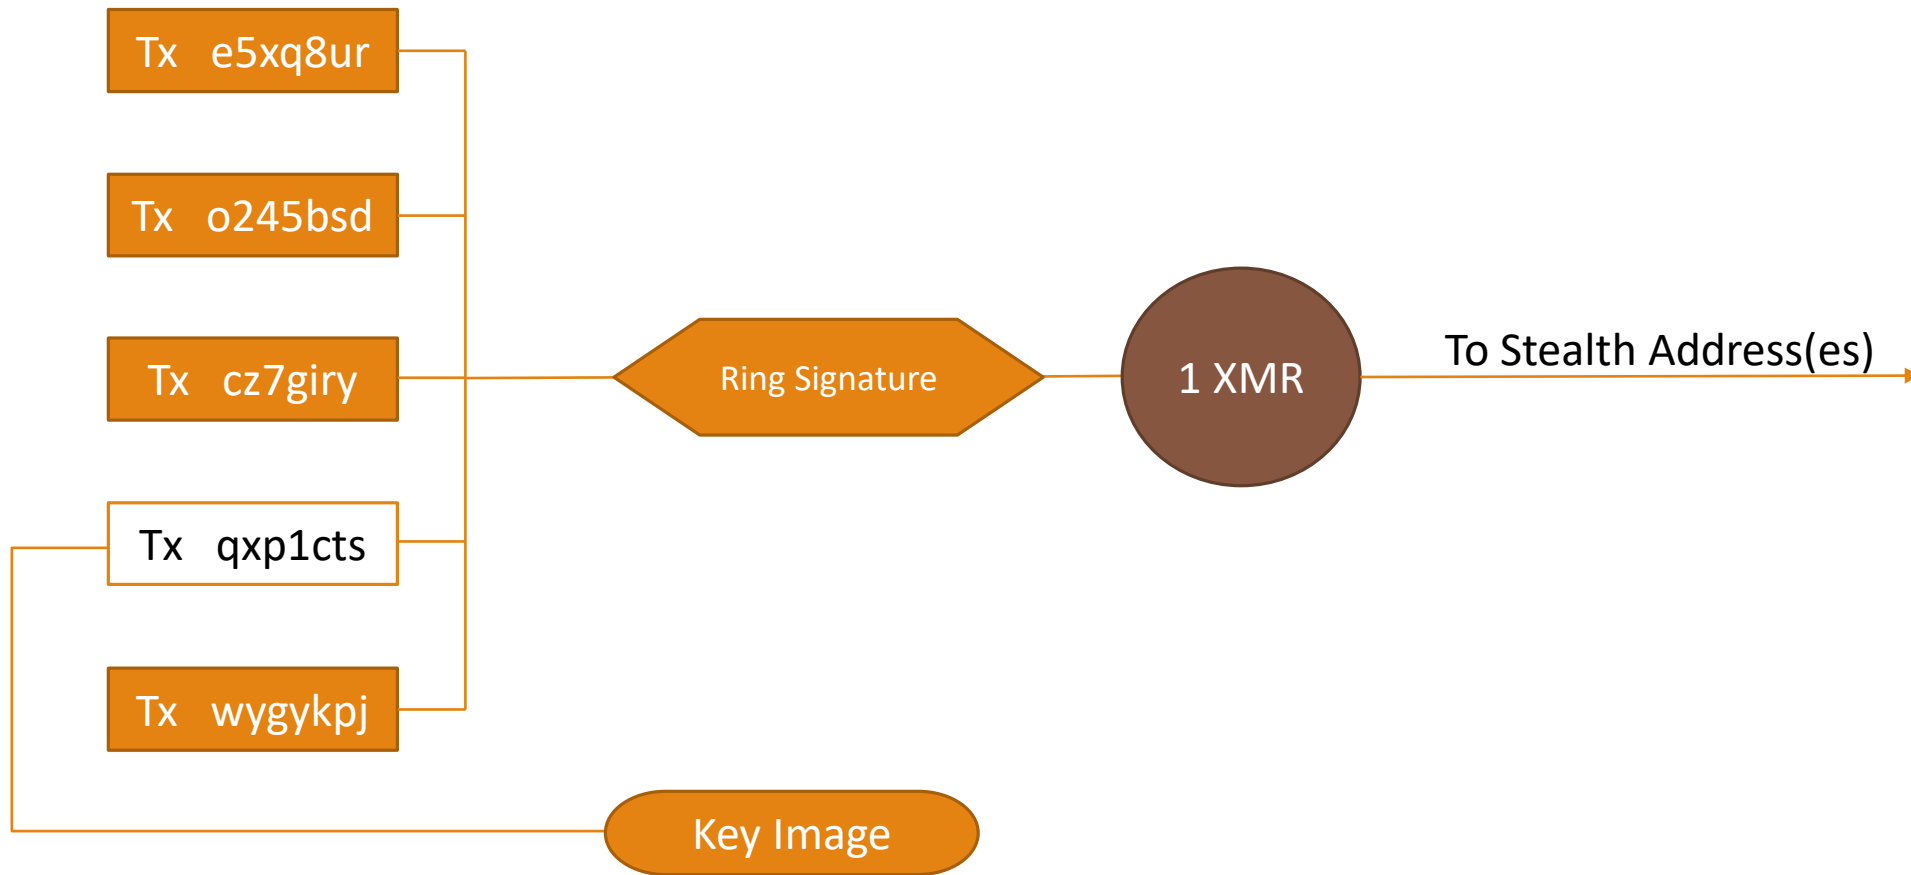 Tx e5xq8ur
Tx o245bsd
Tx cz7giry
Tx qxp1cts
Tx wygykpj
Ring Signature
1 XMR
To Stealth Address(es)
Key Image